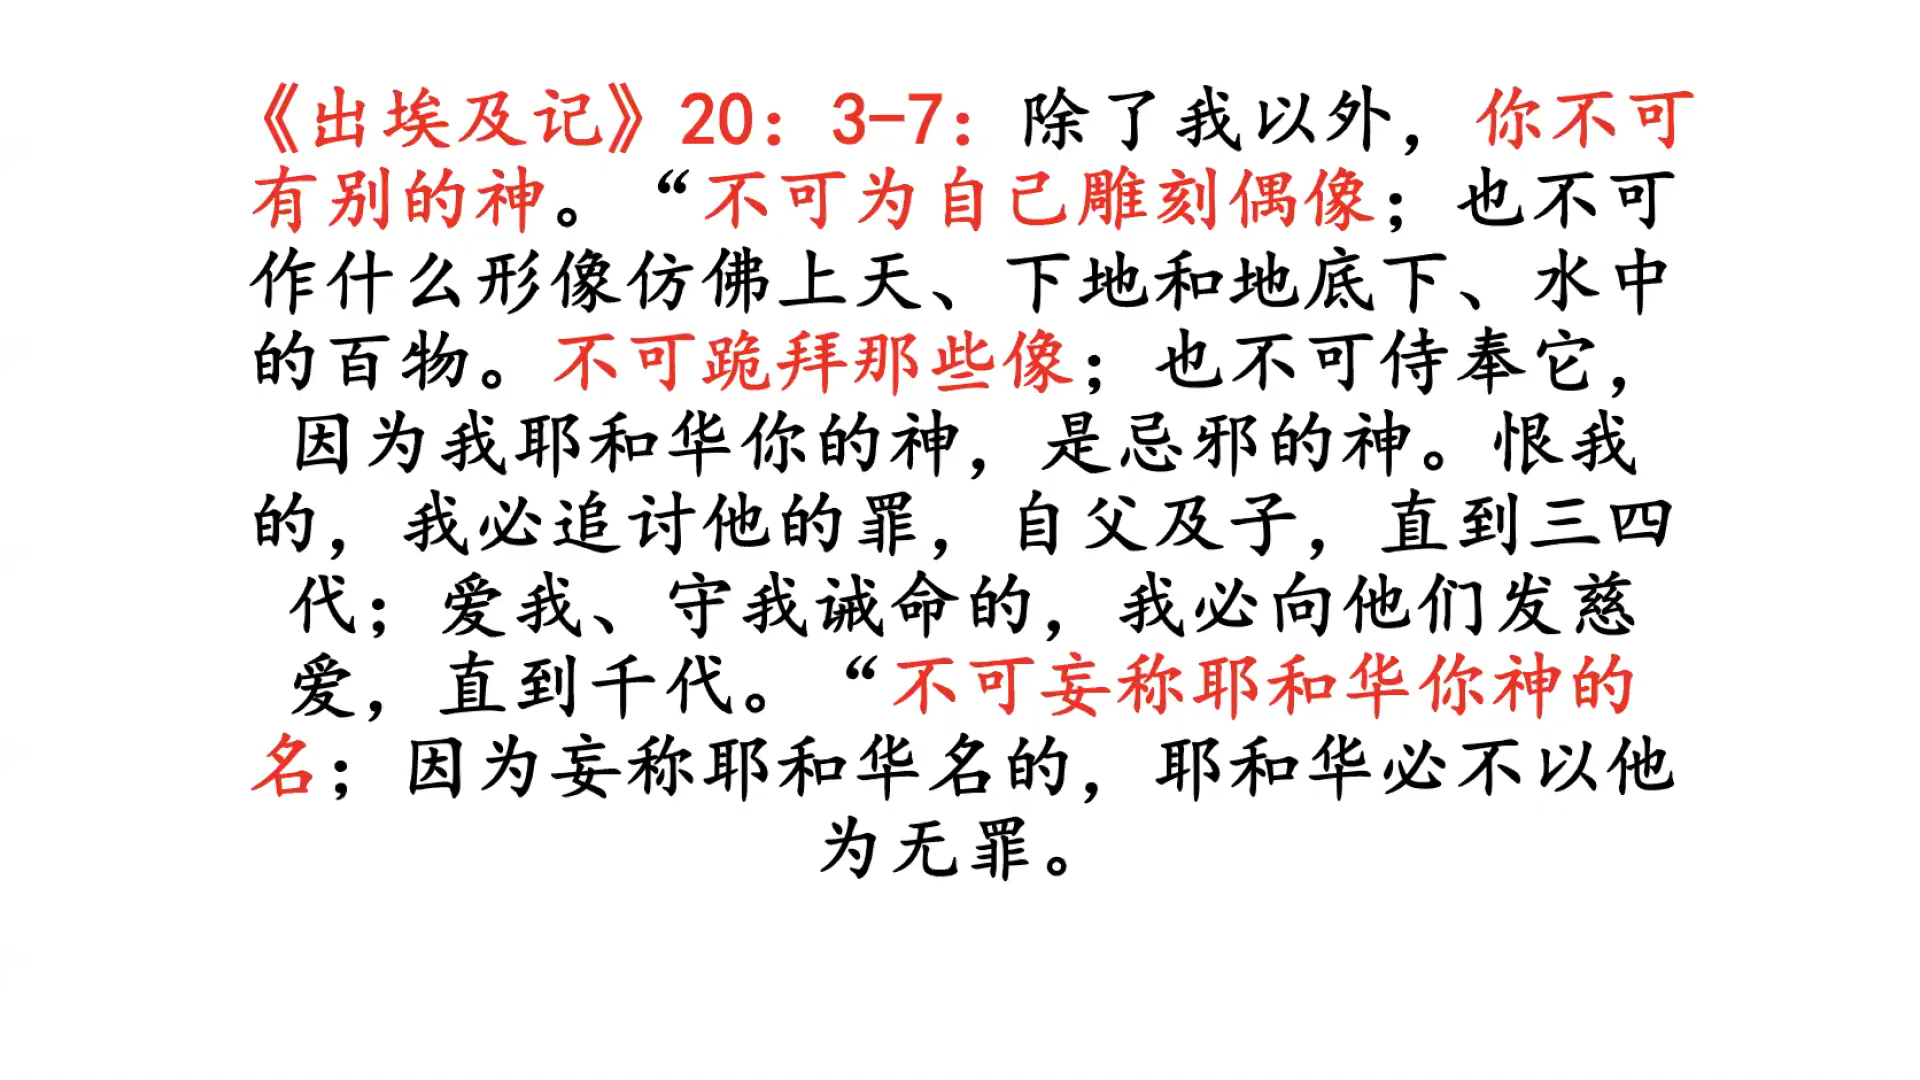 《出埃及记》20：3-7：除了我以外，你不可
有别的神。“不可为自己雕刻偶像；也不可
作什么形像仿佛上天、下地和地底下、水中
的百物。不可跪拜那些像；也不可侍奉它，
因为我耶和华你的神，是忌邪的神。恨我
的，我必追讨他的罪，自父及子，直到三四
代；爱我、守我诫命的，我必向他们发慈
爱，直到千代。“不可妄称耶和华你神的
名；因为妄称耶和华名的，耶和华必不以他
为无罪。